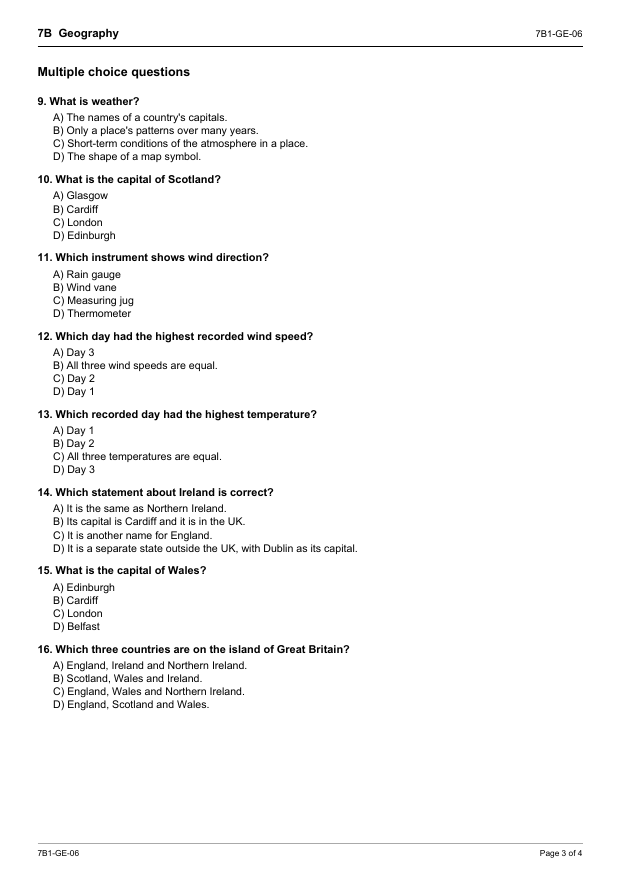 7B Geography
7B1-GE-06
Multiple choice questions
9. What is weather?
A) The names of a country's capitals.
B) Only a place's patterns over many years.
C) Short-term conditions of the atmosphere in a place.
D) The shape of a map symbol.
10. What is the capital of Scotland?
A) Glasgow
B) Cardiff
C) London
D) Edinburgh
11. Which instrument shows wind direction?
A) Rain gauge
B) Wind vane
C) Measuring jug
D) Thermometer
12. Which day had the highest recorded wind speed?
A) Day 3
B) All three wind speeds are equal.
C) Day 2
D) Day 1
13. Which recorded day had the highest temperature?
A) Day 1
B) Day 2
C) All three temperatures are equal.
D) Day 3
14. Which statement about Ireland is correct?
A) It is the same as Northern Ireland.
B) Its capital is Cardiff and it is in the UK.
C) It is another name for England.
D) It is a separate state outside the UK, with Dublin as its capital.
15. What is the capital of Wales?
A) Edinburgh
B) Cardiff
C) London
D) Belfast
16. Which three countries are on the island of Great Britain?
A) England, Ireland and Northern Ireland.
B) Scotland, Wales and Ireland.
C) England, Wales and Northern Ireland.
D) England, Scotland and Wales.
7B1-GE-06
Page 3 of 4